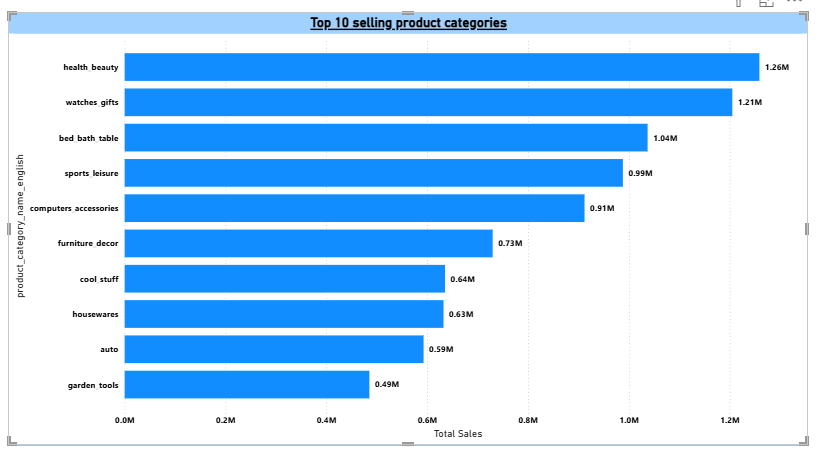 Top 10 selling product categories
product_category_name_english
health_beauty 1.26M
watches_gifts 1.21M
bed_bath_table 1.04M
sports_leisure 0.99M
computers_accessories 0.91M
furniture_decor 0.73M
cool_stuff 0.64M
housewares 0.63M
auto 0.59M
garden_tools 0.49M
0.0M 0.2M 0.4M 0.6M 0.8M 1.0M 1.2M
Total Sales